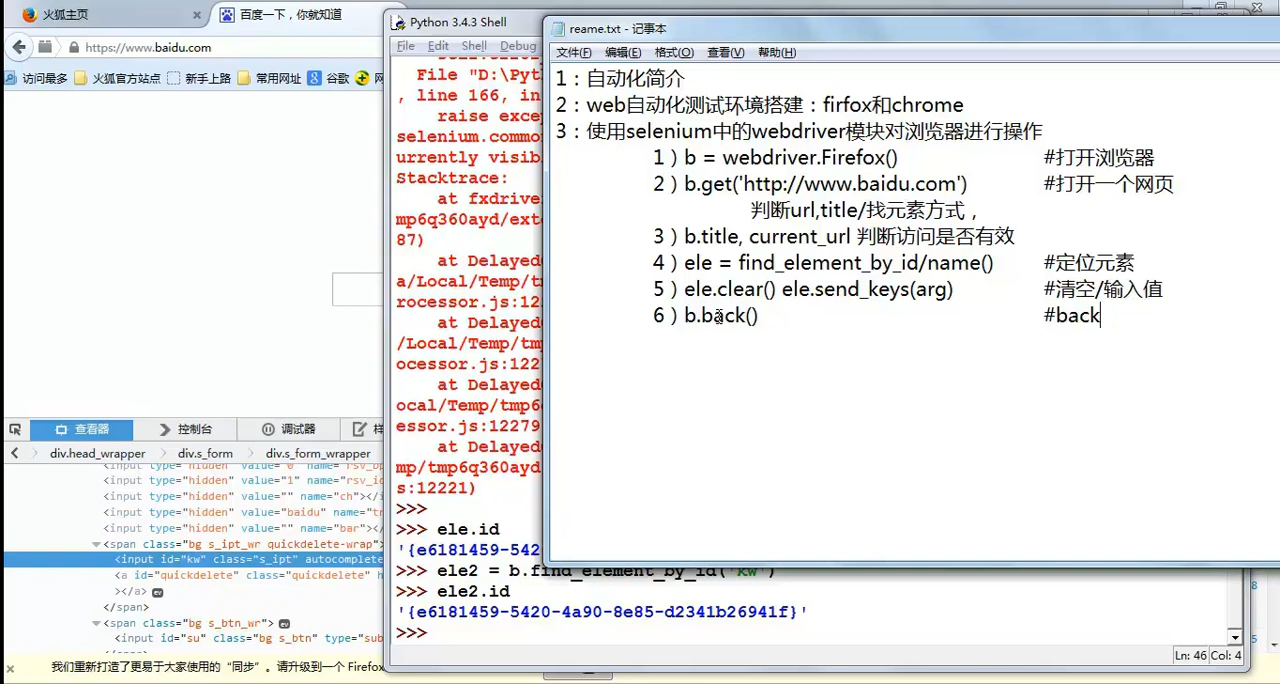 火狐主页
百度一下，你就知道
https://www.baidu.com
访问最多 火狐官方站点 新手上路 常用网址 谷歌
查看器 控制台 调试器
div.head_wrapper div.s_form div.s_form_wrapper
<input type="hidden" value="0" name="rsv_bp
<input type="hidden" value="1" name="rsv_id
<input type="hidden" value="" name="ch"></i
<input type="hidden" value="baidu" name="tn
<input type="hidden" value="" name="bar"></
<span class="bg s_ipt_wr quickdelete-wrap">
<input id="kw" class="s_ipt" autocomplete
<a id="quickdelete" class="quickdelete" h
></a> ev
</span>
<span class="bg s_btn_wr"> ev
<input id="su" class="bg s_btn" type="sub
</span>
我们重新打造了更易于大家使用的“同步”。请升级到一个 Firefox
Python 3.4.3 Shell
File Edit Shell Debug
File "D:\Pyt
, line 166, in
raise excep
selenium.commo
urrently visib
Stacktrace:
at fxdrive
mp6q360ayd/ext
87)
at Delayed
a/Local/Temp/t
rocessor.js:12
at Delayed
/Local/Temp/tm
ocessor.js:122
at Delayed
ocal/Temp/tmp6
essor.js:12279
at Delayed
mp/tmp6q360ayd
s:12221)
>>>
>>> ele.id
'{e6181459-542
>>> ele2 = b.find_element_by_id('kw')
>>> ele2.id
'{e6181459-5420-4a90-8e85-d2341b26941f}'
>>>
Ln: 46 Col: 4
reame.txt - 记事本
文件(F) 编辑(E) 格式(O) 查看(V) 帮助(H)
1：自动化简介
2：web自动化测试环境搭建：firfox和chrome
3：使用selenium中的webdriver模块对浏览器进行操作
1）b = webdriver.Firefox() #打开浏览器
2）b.get('http://www.baidu.com') #打开一个网页
判断url,title/找元素方式，
3）b.title, current_url 判断访问是否有效
4）ele = find_element_by_id/name() #定位元素
5）ele.clear() ele.send_keys(arg) #清空/输入值
6）b.back() #back